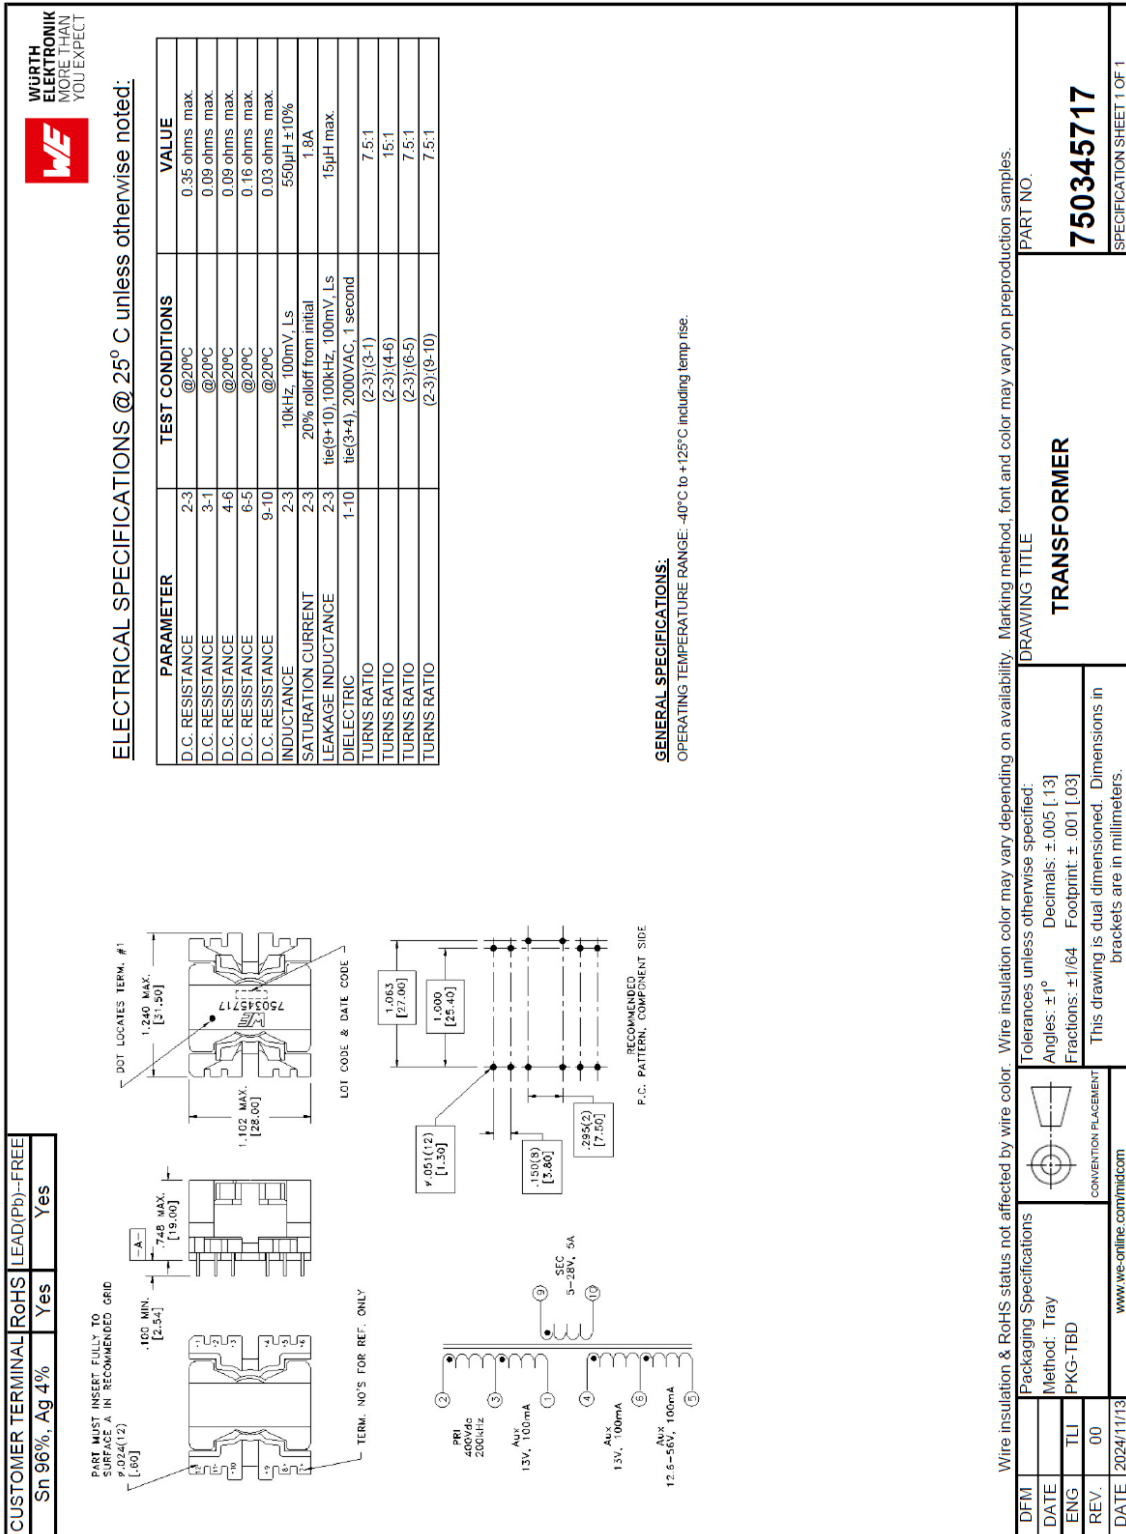 CUSTOMER TERMINAL RoHS LEAD(Pb)-FREE
Sn 96%, Ag 4% Yes Yes
WE
WÜRTH
ELEKTRONIK
MORE THAN
YOU EXPECT
PART MUST INSERT FULLY TO
SURFACE A IN RECOMMENDED GRID
ø.024(12)
[.60]
TERM. NO'S FOR REF. ONLY
.100 MIN.
[2.54]
-A-
.748 MAX.
[19.00]
DOT LOCATES TERM. #1
1.240 MAX.
[31.50]
1.102 MAX.
[28.00]
750345717
LOT CODE & DATE CODE
PRI
400Vdc
200kHz
Aux
13V, 100mA
Aux
13V, 100mA
Aux
12.6-56V, 100mA
2
3
1
4
6
5
9
10
SEC
5-28V, 5A
ø.051(12)
[1.30]
.150(8)
[3.80]
.295(2)
[7.50]
1.063
[27.00]
1.000
[25.40]
RECOMMENDED
P.C. PATTERN, COMPONENT SIDE
ELECTRICAL SPECIFICATIONS @ 25° C unless otherwise noted:
PARAMETER TEST CONDITIONS VALUE
D.C. RESISTANCE 2-3 @20°C 0.35 ohms max.
D.C. RESISTANCE 3-1 @20°C 0.09 ohms max.
D.C. RESISTANCE 4-6 @20°C 0.09 ohms max.
D.C. RESISTANCE 6-5 @20°C 0.16 ohms max.
D.C. RESISTANCE 9-10 @20°C 0.03 ohms max.
INDUCTANCE 2-3 10kHz, 100mV, Ls 550µH ±10%
SATURATION CURRENT 2-3 20% rolloff from initial 1.8A
LEAKAGE INDUCTANCE 2-3 tie(9+10),100kHz, 100mV, Ls 15µH max.
DIELECTRIC 1-10 tie(3+4), 2000VAC, 1 second
TURNS RATIO (2-3):(3-1) 7.5:1
TURNS RATIO (2-3):(4-6) 15:1
TURNS RATIO (2-3):(6-5) 7.5:1
TURNS RATIO (2-3):(9-10) 7.5:1
GENERAL SPECIFICATIONS:
OPERATING TEMPERATURE RANGE: -40°C to +125°C including temp rise.
Wire insulation & RoHS status not affected by wire color. Wire insulation color may vary depending on availability. Marking method, font and color may vary on preproduction samples.
DFM
DATE
ENG TLI
REV. 00
DATE 2024/11/13
Packaging Specifications
Method: Tray
PKG-TBD
www.we-online.com/midcom
CONVENTION PLACEMENT
Tolerances unless otherwise specified:
Angles: ±1° Decimals: ±.005 [.13]
Fractions: ±1/64 Footprint: ± .001 [.03]
This drawing is dual dimensioned. Dimensions in
brackets are in millimeters.
DRAWING TITLE
TRANSFORMER
PART NO.
750345717
SPECIFICATION SHEET 1 OF 1